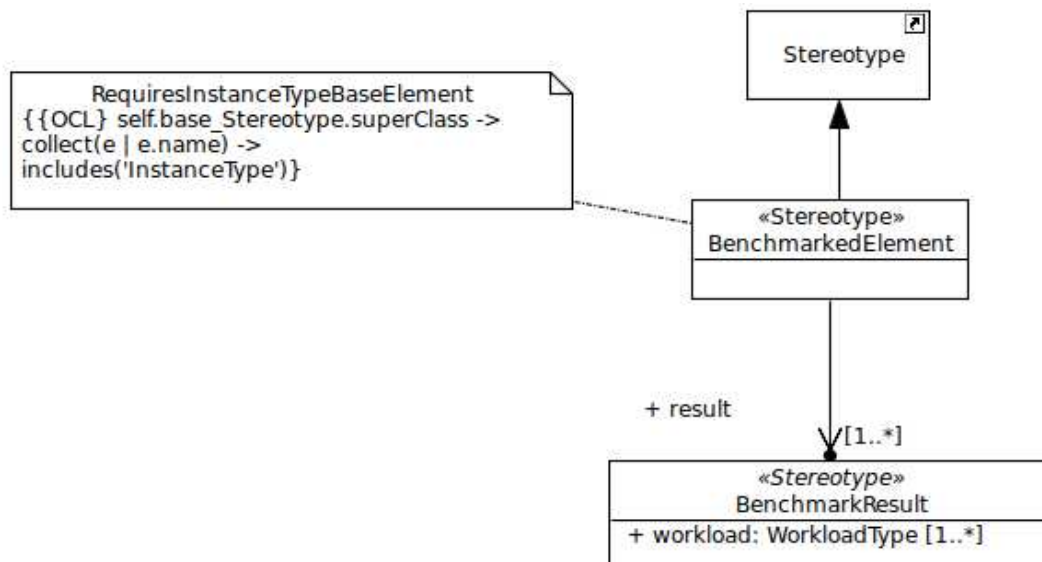 Stereotype
RequiresInstanceTypeBaseElement
{{OCL} self.base_Stereotype.superClass ->
collect(e | e.name) ->
includes('InstanceType')}
«Stereotype»
BenchmarkedElement
+ result
[1..*]
«Stereotype»
BenchmarkResult
+ workload: WorkloadType [1..*]